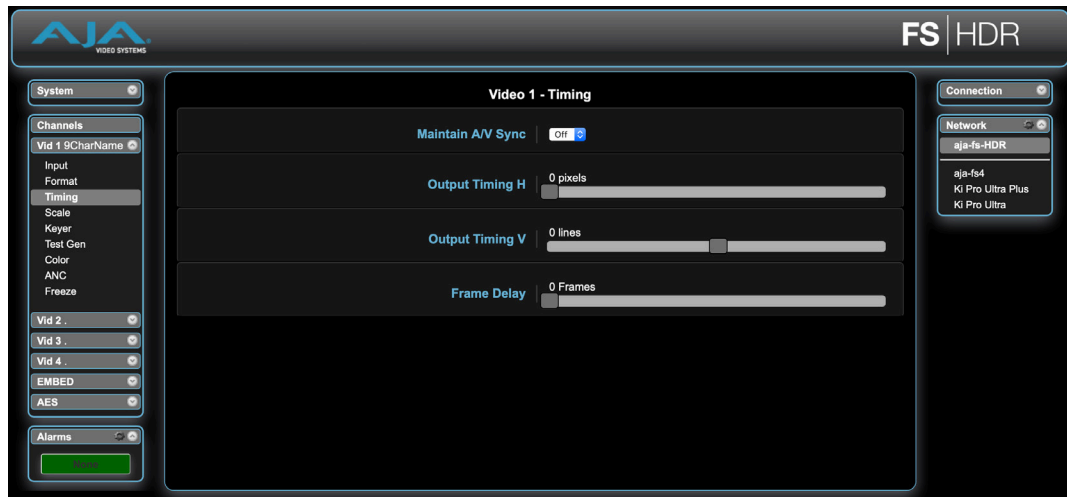 AJA
VIDEO SYSTEMS
FS HDR
System
Channels
Vid 1 9CharName
Input
Format
Timing
Scale
Keyer
Test Gen
Color
ANC
Freeze
Vid 2 .
Vid 3 .
Vid 4 .
EMBED
AES
Alarms
None
Video 1 - Timing
Maintain A/V Sync
Off
Output Timing H
0 pixels
Output Timing V
0 lines
Frame Delay
0 Frames
Connection
Network
aja-fs-HDR
aja-fs4
Ki Pro Ultra Plus
Ki Pro Ultra